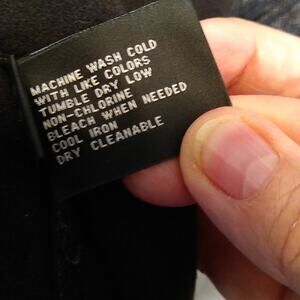 MACHINE WASH COLD
WITH LIKE COLORS
TUMBLE DRY LOW
NON-CHLORINE
BLEACH WHEN NEEDED
COOL IRON
DRY CLEANABLE